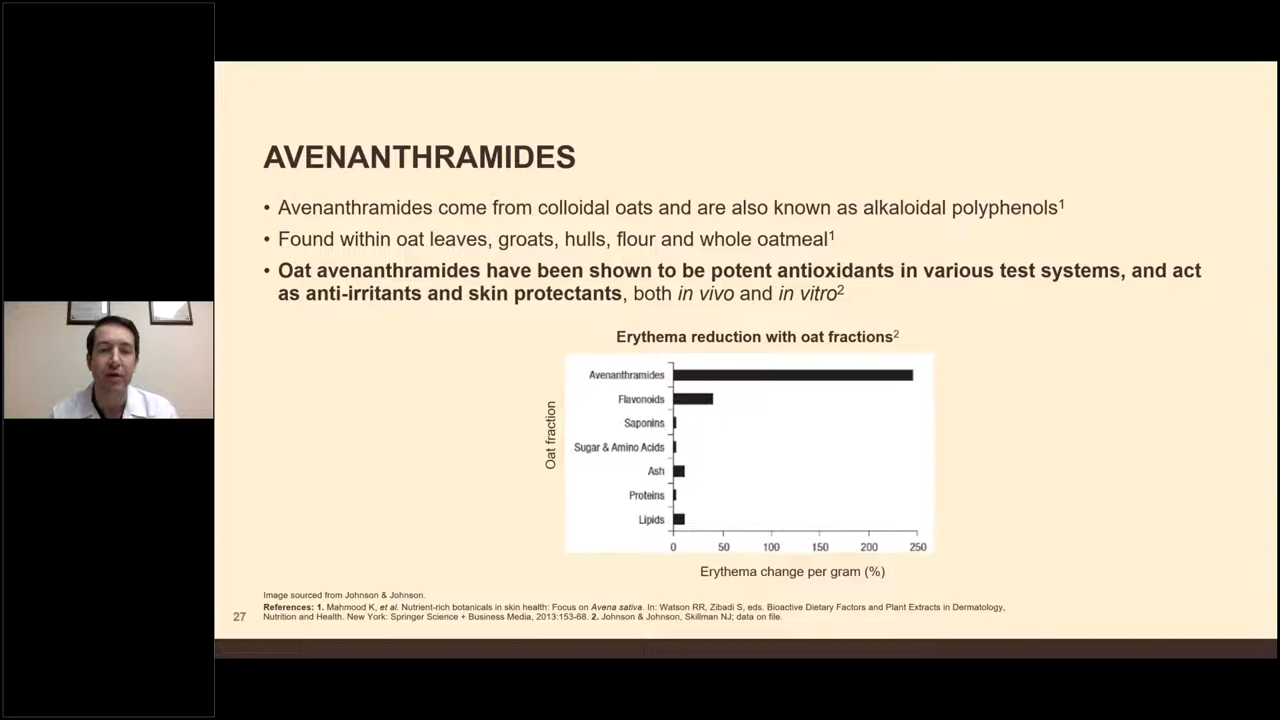 AVENANTHRAMIDES
• Avenanthramides come from colloidal oats and are also known as alkaloidal polyphenols¹
• Found within oat leaves, groats, hulls, flour and whole oatmeal¹
• Oat avenanthramides have been shown to be potent antioxidants in various test systems, and act
as anti-irritants and skin protectants, both in vivo and in vitro²
Erythema reduction with oat fractions²
Oat fraction
Avenanthramides
Flavonoids
Saponins
Sugar & Amino Acids
Ash
Proteins
Lipids
0 50 100 150 200 250
Erythema change per gram (%)
Image sourced from Johnson & Johnson.
References: 1. Mahmood K, et al. Nutrient-rich botanicals in skin health: Focus on Avena sativa. In: Watson RR, Zibadi S, eds. Bioactive Dietary Factors and Plant Extracts in Dermatology,
Nutrition and Health. New York: Springer Science + Business Media, 2013:153-68. 2. Johnson & Johnson, Skillman NJ; data on file.
27